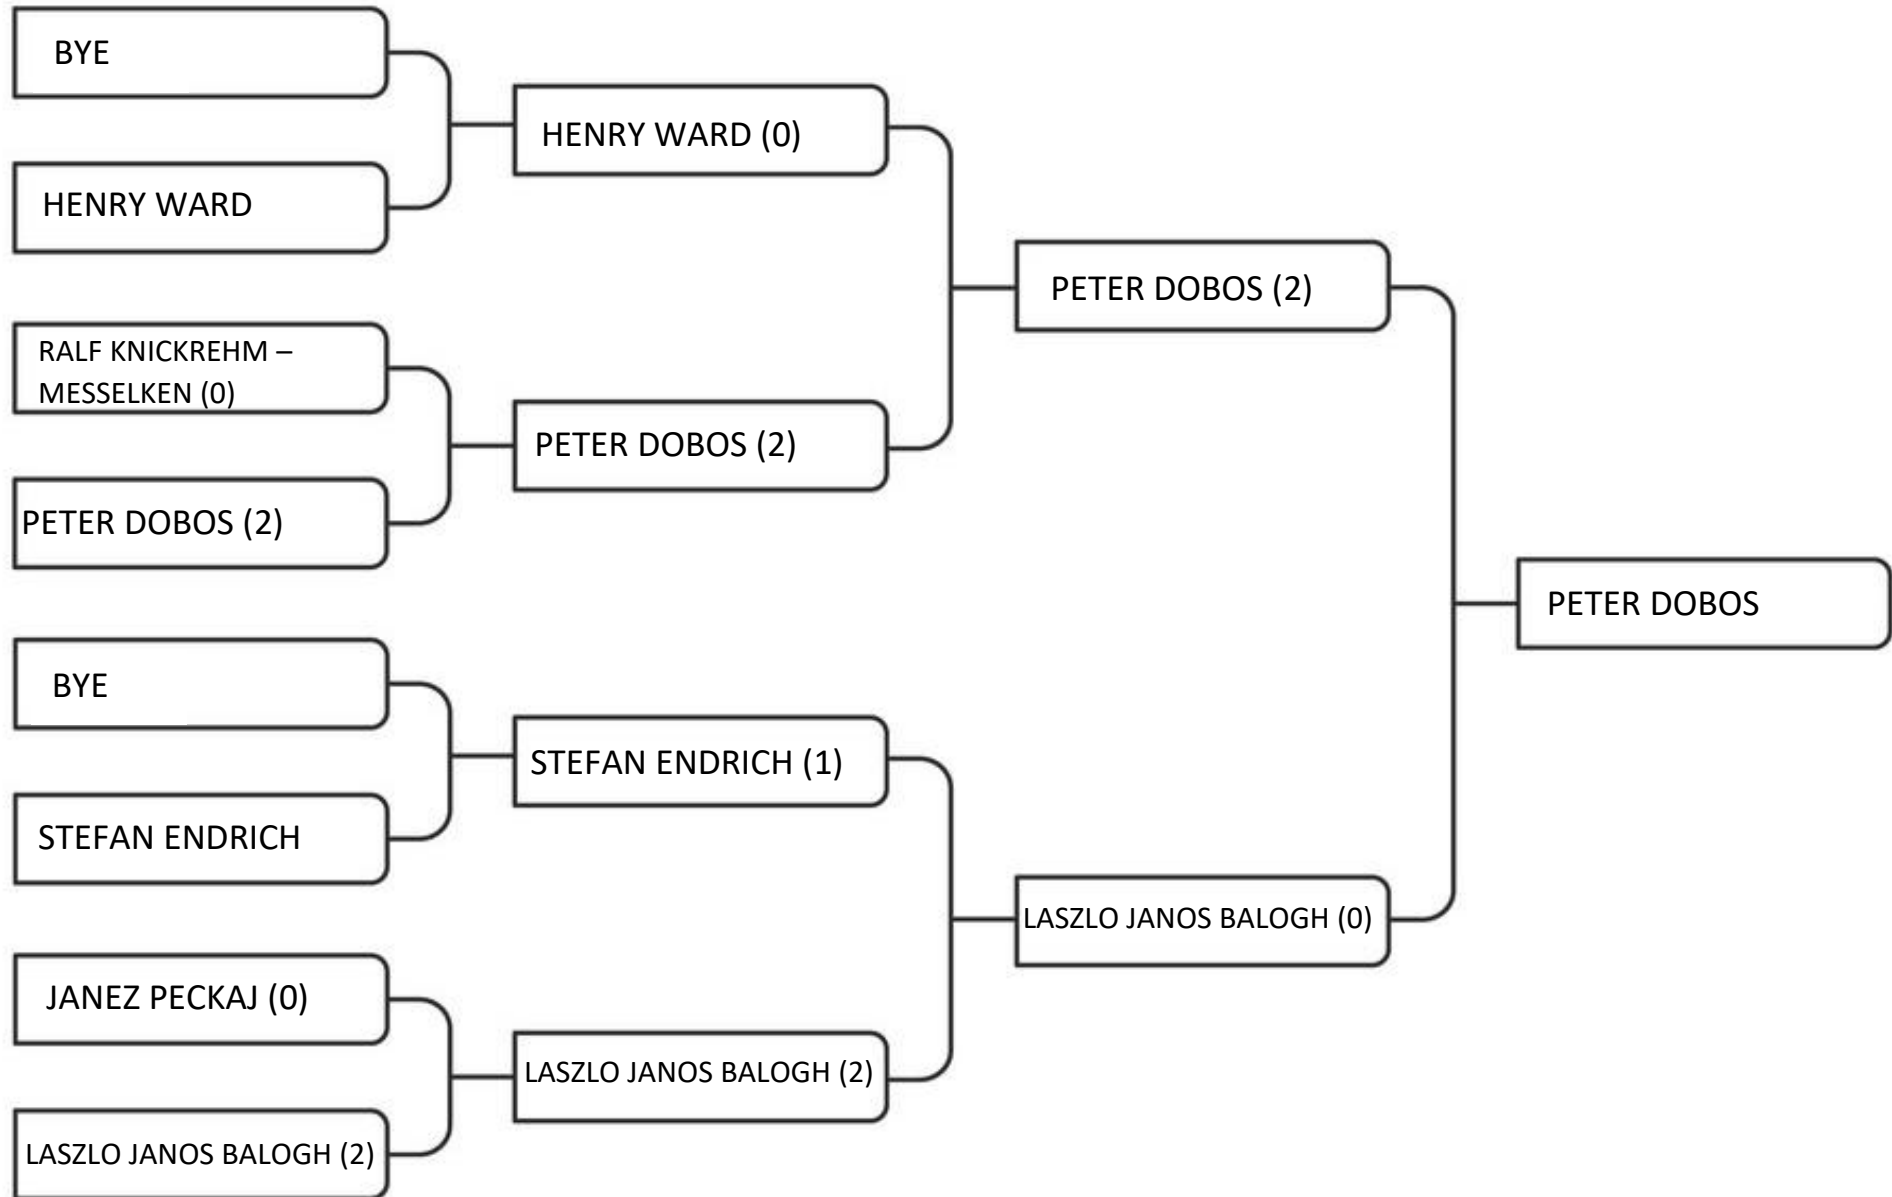 BYE
HENRY WARD
RALF KNICKREHM –
MESSELKEN (0)
PETER DOBOS (2)
BYE
STEFAN ENDRICH
JANEZ PECKAJ (0)
LASZLO JANOS BALOGH (2)
HENRY WARD (0)
PETER DOBOS (2)
STEFAN ENDRICH (1)
LASZLO JANOS BALOGH (2)
PETER DOBOS (2)
LASZLO JANOS BALOGH (0)
PETER DOBOS